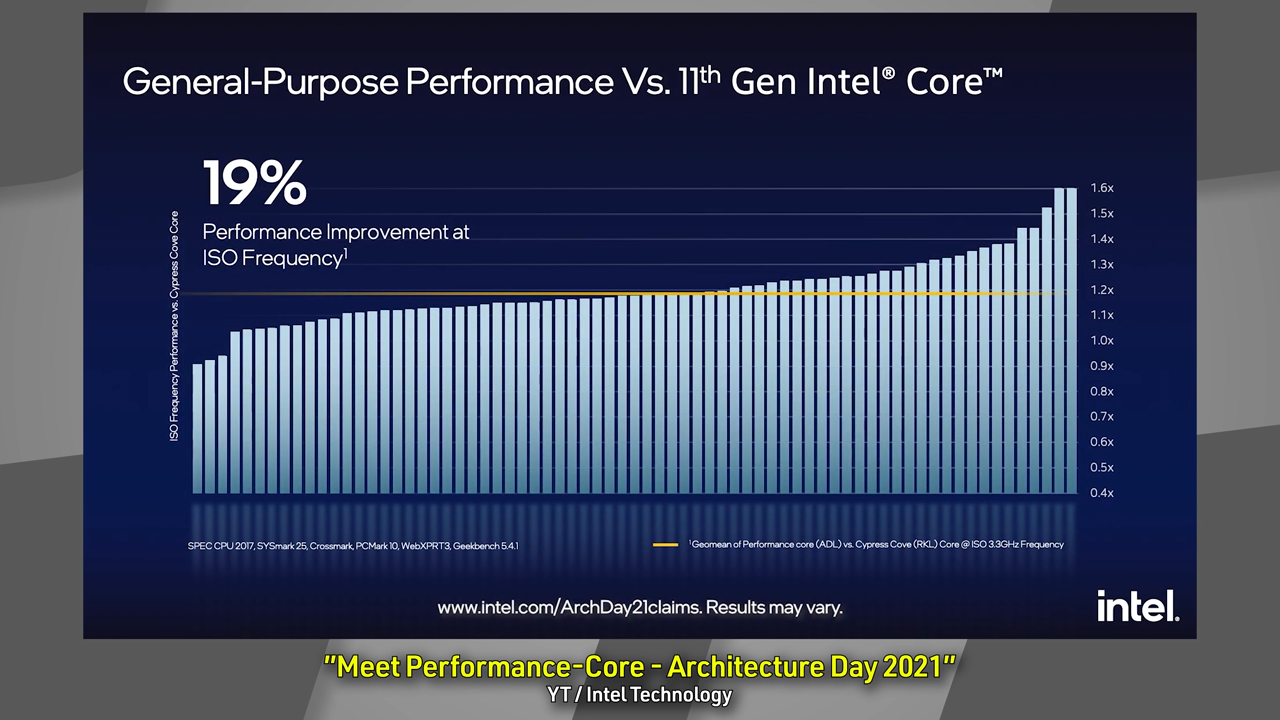 General-Purpose Performance Vs. 11th Gen Intel® Core™
19%
Performance Improvement at
ISO Frequency1
ISO Frequency Performance vs. Cypress Cove Core
1.6x
1.5x
1.4x
1.3x
1.2x
1.1x
1.0x
0.9x
0.8x
0.7x
0.6x
0.5x
0.4x
SPEC CPU 2017, SYSmark 25, Crossmark, PCMark 10, WebXPRT3, Geekbench 5.4.1
1Geomean of Performance core (ADL) vs. Cypress Cove (RKL) Core @ ISO 3.3GHz Frequency
www.intel.com/ArchDay21claims. Results may vary.
intel.
"Meet Performance-Core - Architecture Day 2021"
YT / Intel Technology